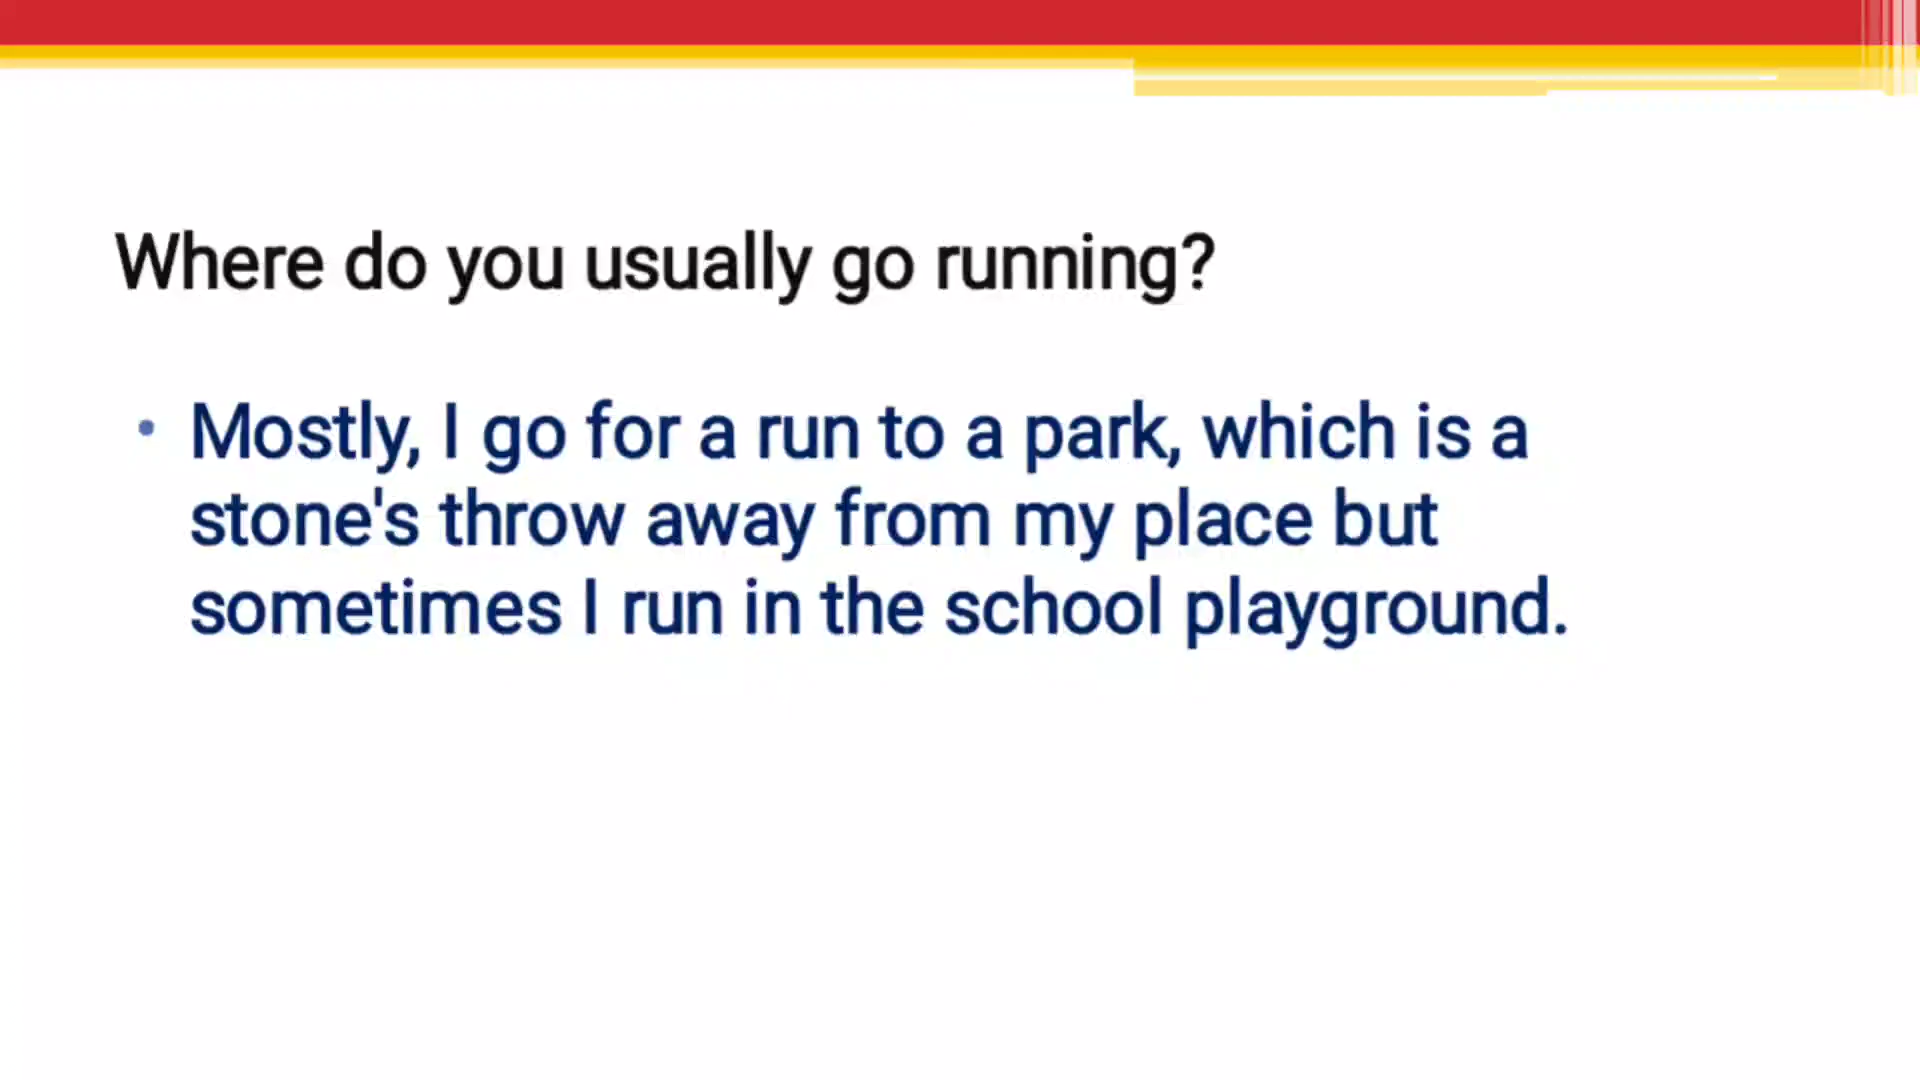 Where do you usually go running?
• Mostly, I go for a run to a park, which is a
stone's throw away from my place but
sometimes I run in the school playground.